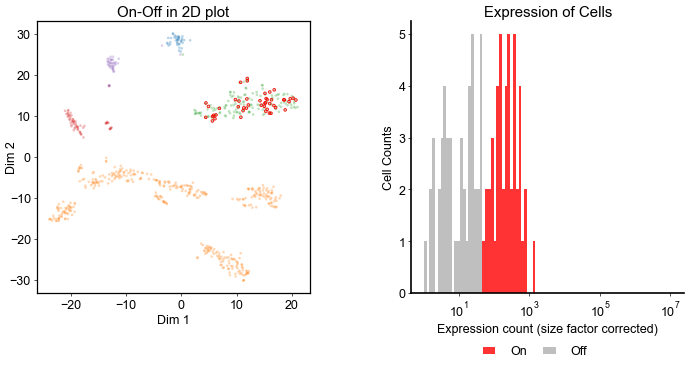 On-Off in 2D plot
30
20
10
0
−10
−20
−30
Dim 2
−20 −10 0 10 20
Dim 1
Expression of Cells
5
4
3
2
1
0
Cell Counts
10^1 10^3 10^5 10^7
Expression count (size factor corrected)
On Off